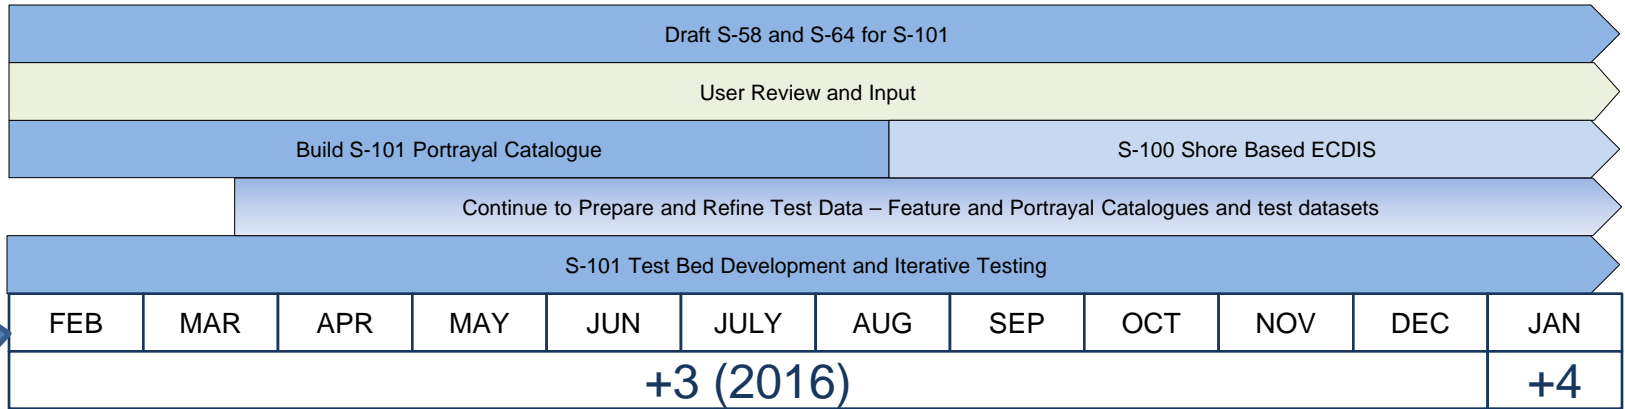 Draft S-58 and S-64 for S-101
User Review and Input
Build S-101 Portrayal Catalogue
S-100 Shore Based ECDIS
Continue to Prepare and Refine Test Data – Feature and Portrayal Catalogues and test datasets
S-101 Test Bed Development and Iterative Testing
FEB MAR APR MAY JUN JULY AUG SEP OCT NOV DEC JAN
+3 (2016) +4